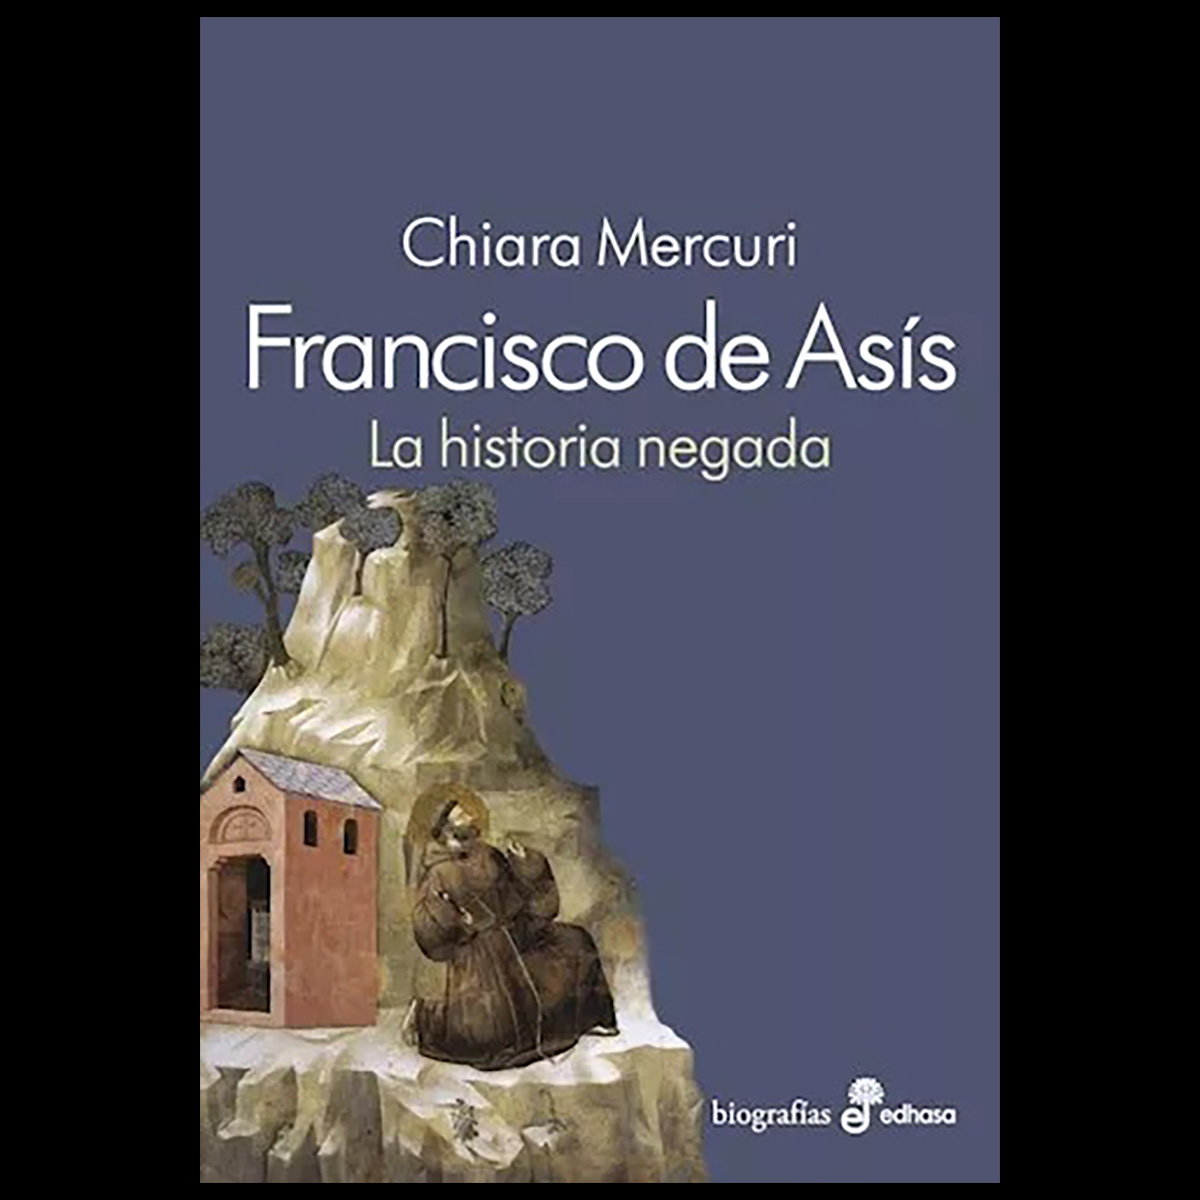 Chiara Mercuri
Francisco de Asís
La historia negada
biografías edhasa